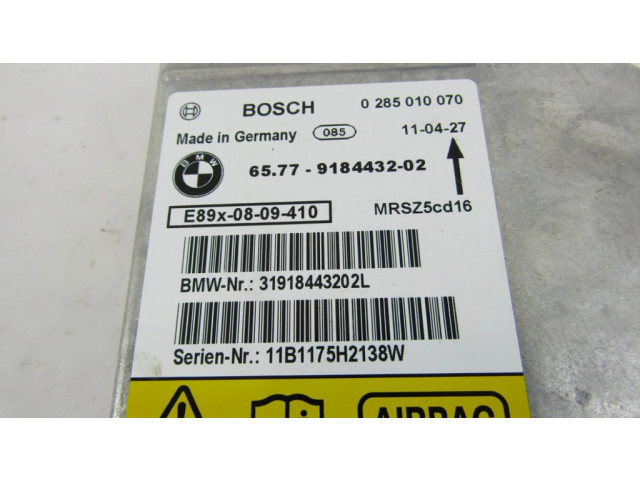 BOSCH 0 285 010 070
Made in Germany 085 11-04-27
BMW 65.77 - 9184432-02
E89x-08-09-410 MRSZ5cd16
BMW-Nr.: 31918443202L
Serien-Nr.: 11B1175H2138W
AIRBAG